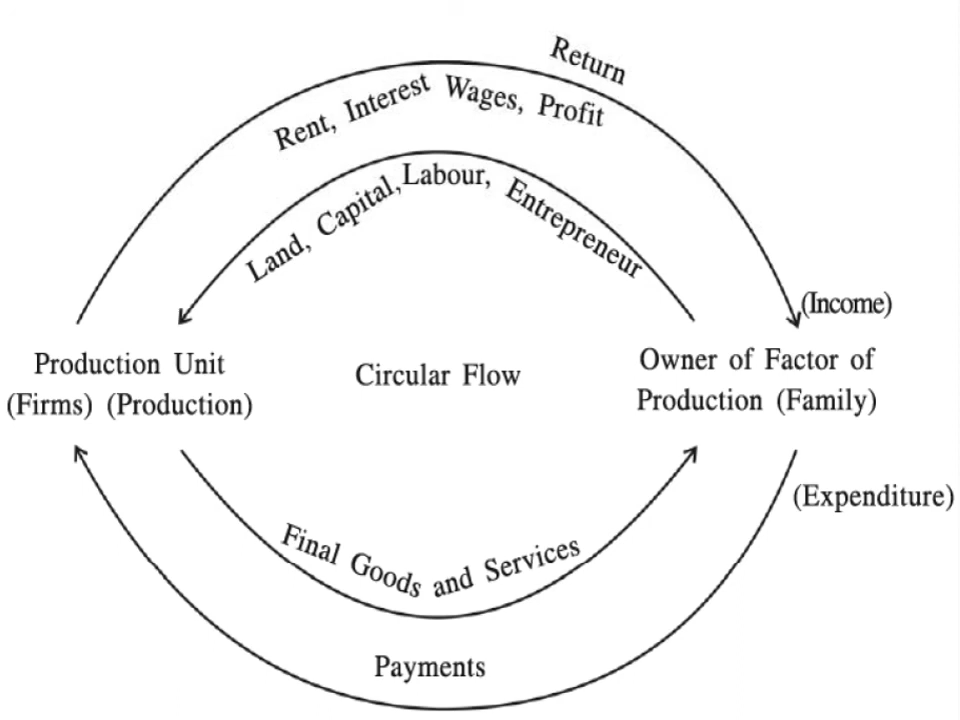 Return
Rent, Interest Wages, Profit
Land, Capital, Labour, Entrepreneur
(Income)
Production Unit
(Firms) (Production)
Circular Flow
Owner of Factor of
Production (Family)
(Expenditure)
Final Goods and Services
Payments